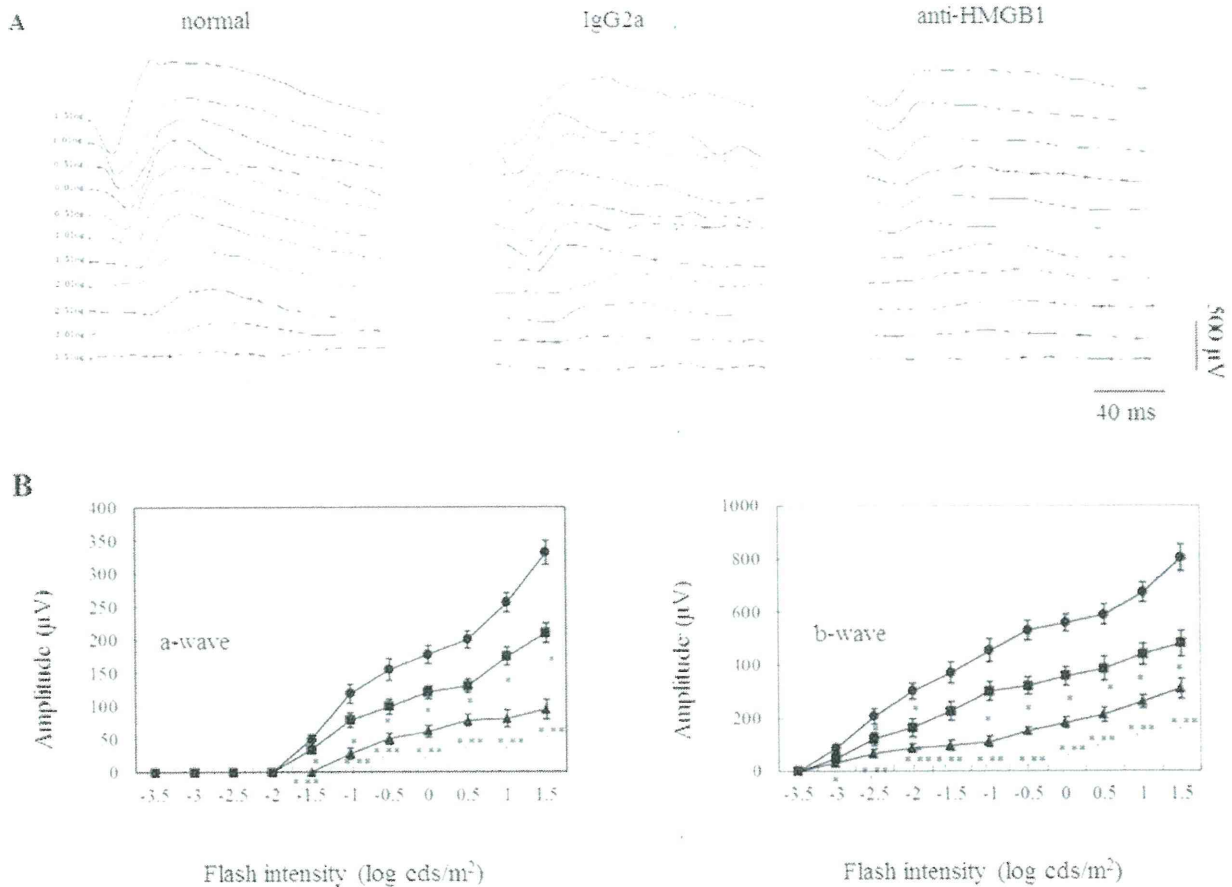 A
normal
IgG2a
anti-HMGB1
500 µV
40 ms
B
400
350
300
250
200
150
100
50
0
Amplitude (µV)
a-wave
-3.5 -3 -2.5 -2 -1.5 -1 -0.5 0 0.5 1 1.5
Flash intensity (log cds/m²)
1000
800
600
400
200
0
Amplitude (µV)
b-wave
-3.5 -3 -2.5 -2 -1.5 -1 -0.5 0 0.5 1 1.5
Flash intensity (log cds/m²)